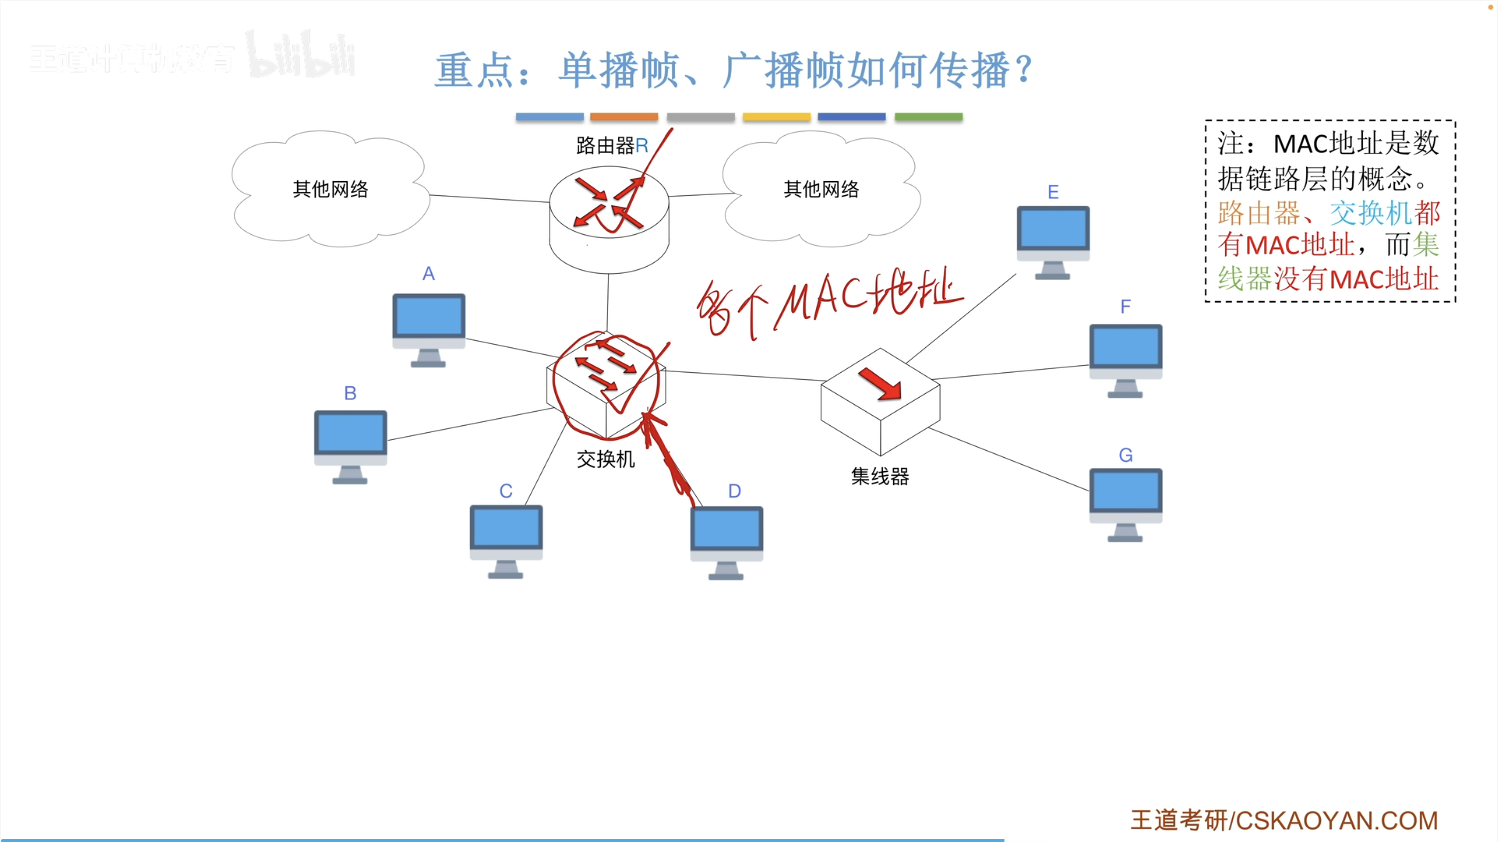 王道计算机教育 bilibili
重点：单播帧、广播帧如何传播？
路由器R
其他网络
其他网络
注：MAC地址是数
据链路层的概念。
路由器、交换机都
有MAC地址，而集
线器没有MAC地址
E
A
多个MAC地址
F
B
交换机
集线器
G
C
D
王道考研/CSKAOYAN.COM